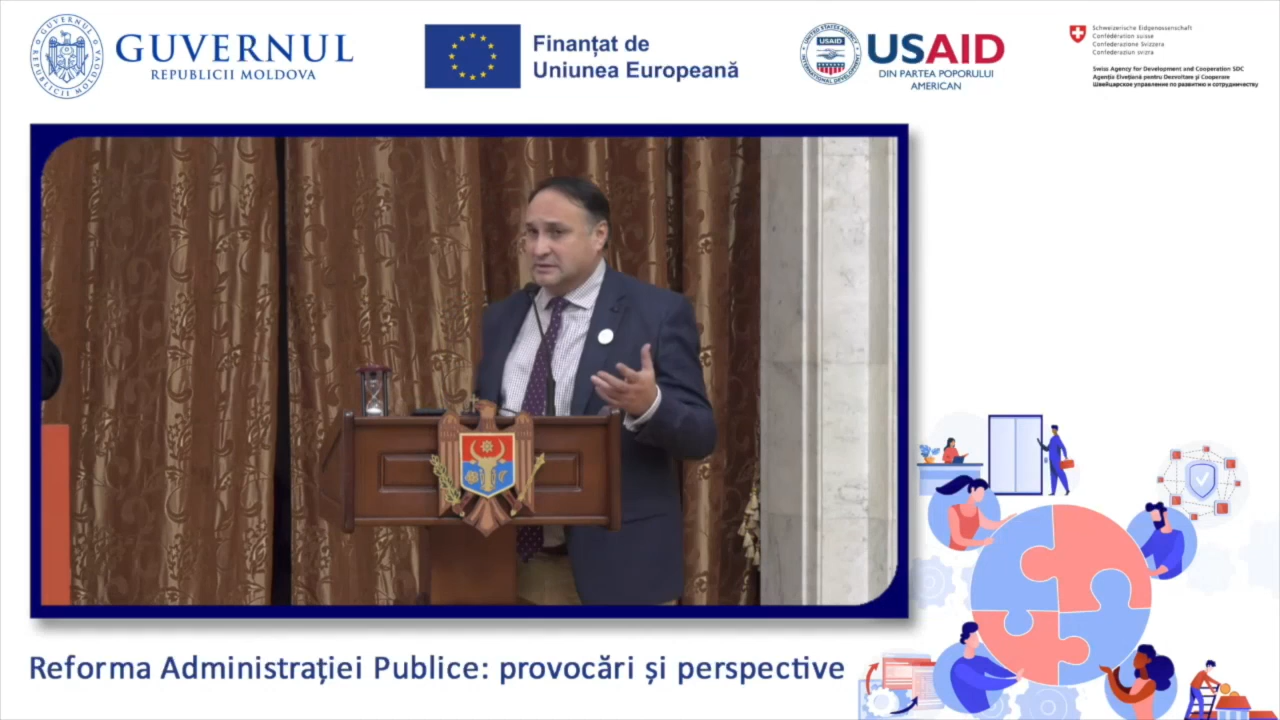 GUVERNUL
REPUBLICII MOLDOVA
Finanțat de
Uniunea Europeană
USAID
USAID
DIN PARTEA POPORULUI
AMERICAN
Schweizerische Eidgenossenschaft
Confédération suisse
Confederazione Svizzera
Confederaziun svizra
Swiss Agency for Development and Cooperation SDC
Agenția Elvețiană pentru Dezvoltare și Cooperare
Швейцарское управление по развитию и сотрудничеству
Reforma Administrației Publice: provocări și perspective